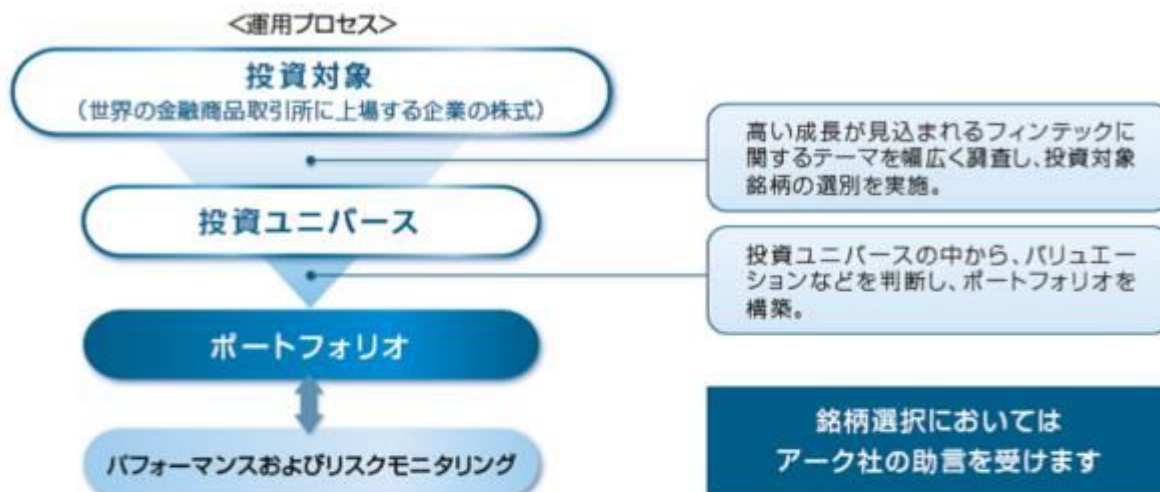 <運用プロセス>
投資対象
(世界の金融商品取引所に上場する企業の株式)
高い成長が見込まれるフィンテックに
関するテーマを幅広く調査し、投資対象
銘柄の選別を実施。
投資ユニバース
投資ユニバースの中から、バリュエー
ションなどを判断し、ポートフォリオを
構築。
ポートフォリオ
パフォーマンスおよびリスクモニタリング
銘柄選択においては
アーク社の助言を受けます